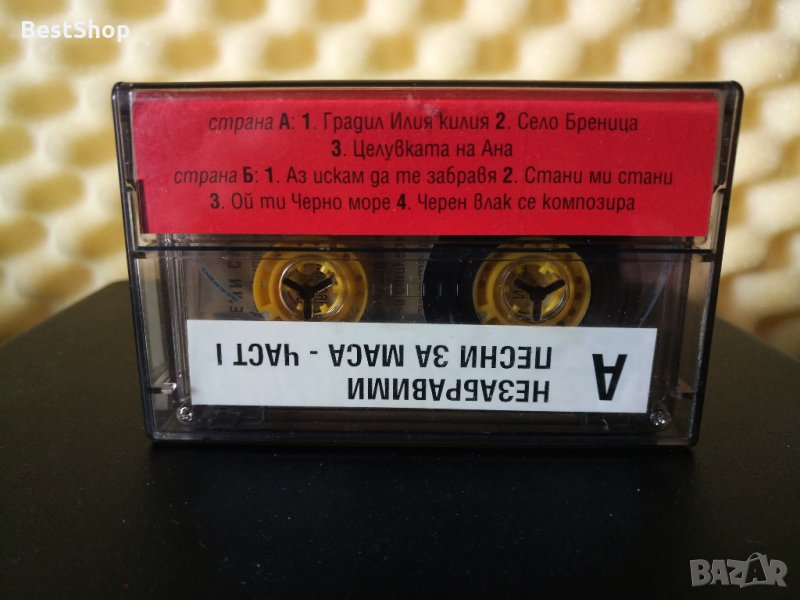 BestShop
страна А: 1. Градил Илия килия 2. Село Бреница
3. Целувката на Ана
страна Б: 1. Аз искам да те забравя 2. Стани ми стани
3. Ой ти Черно море 4. Черен влак се композира
А
НЕЗАБРАВИМИ
ПЕСНИ ЗА МАСА - ЧАСТ I
BAZAR